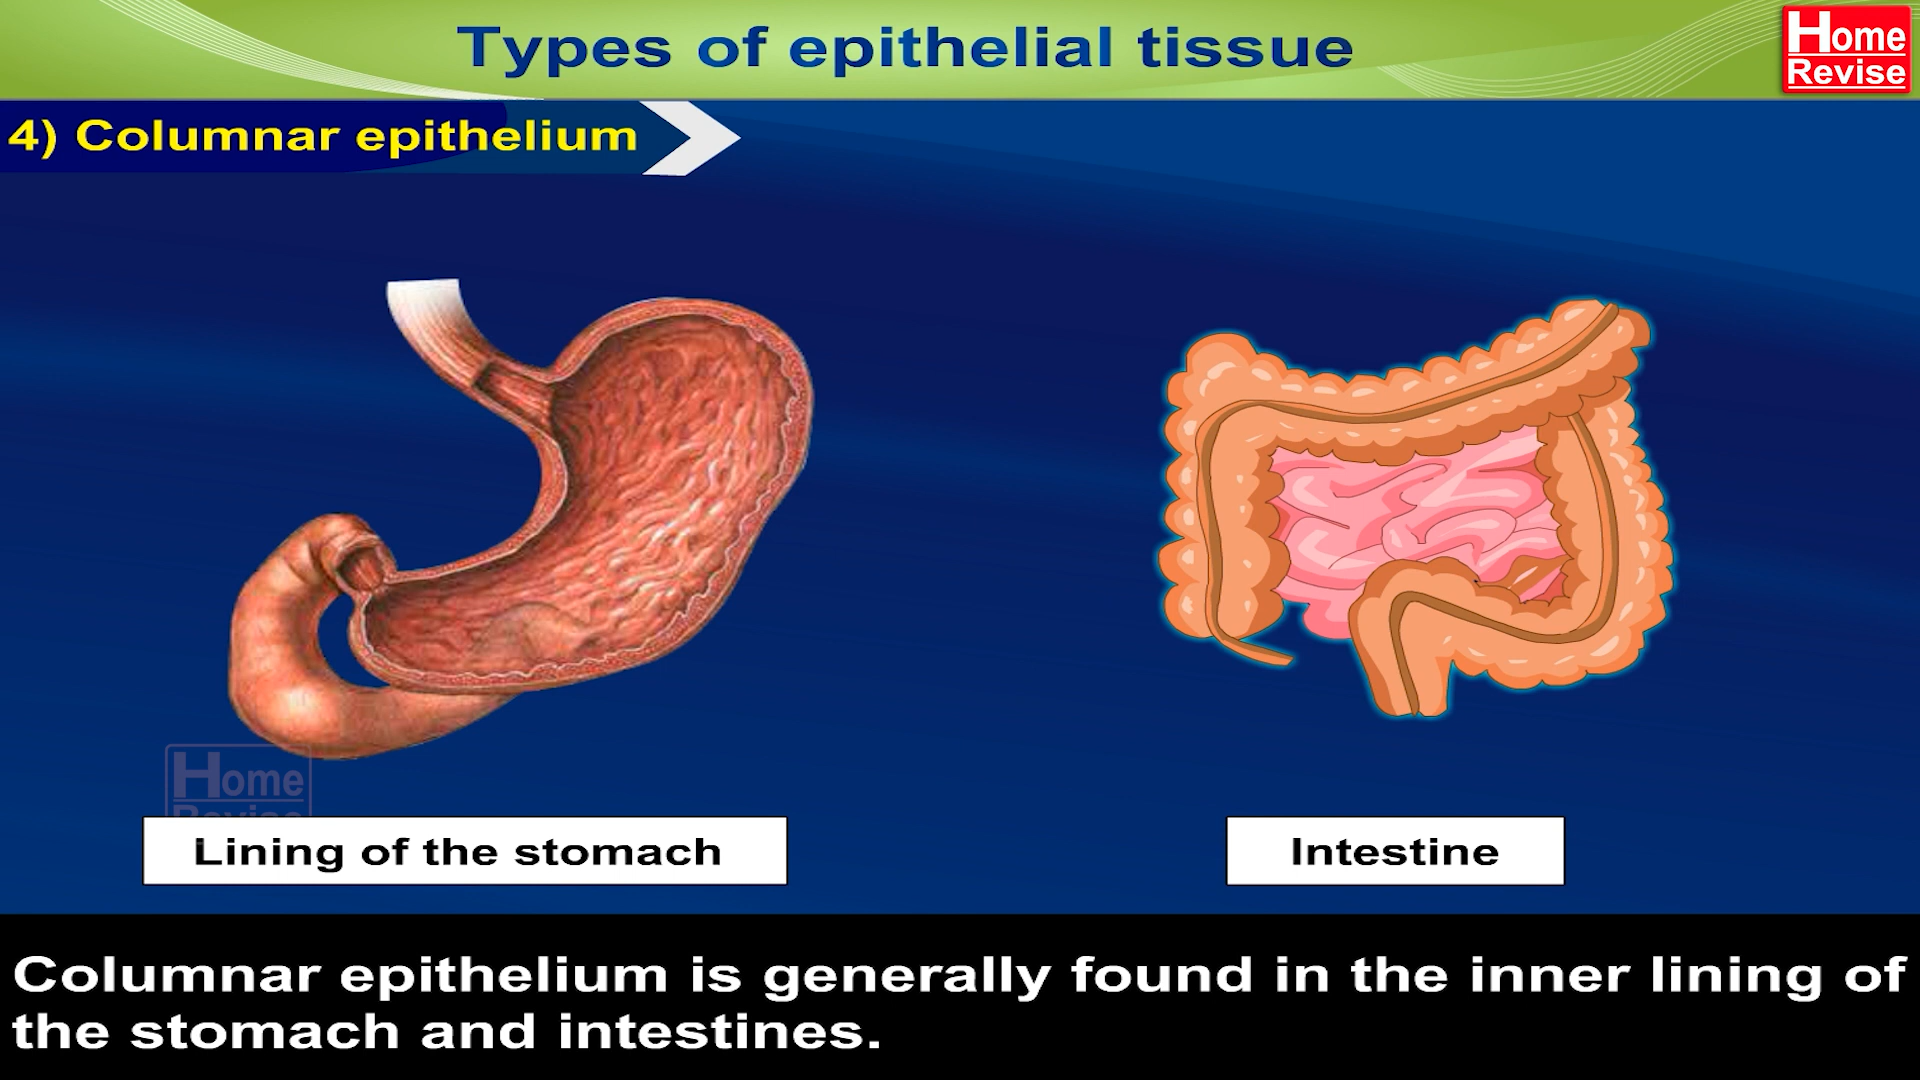 Types of epithelial tissue
Home
Revise
4) Columnar epithelium
Home
Revise
Lining of the stomach
Intestine
Columnar epithelium is generally found in the inner lining of
the stomach and intestines.